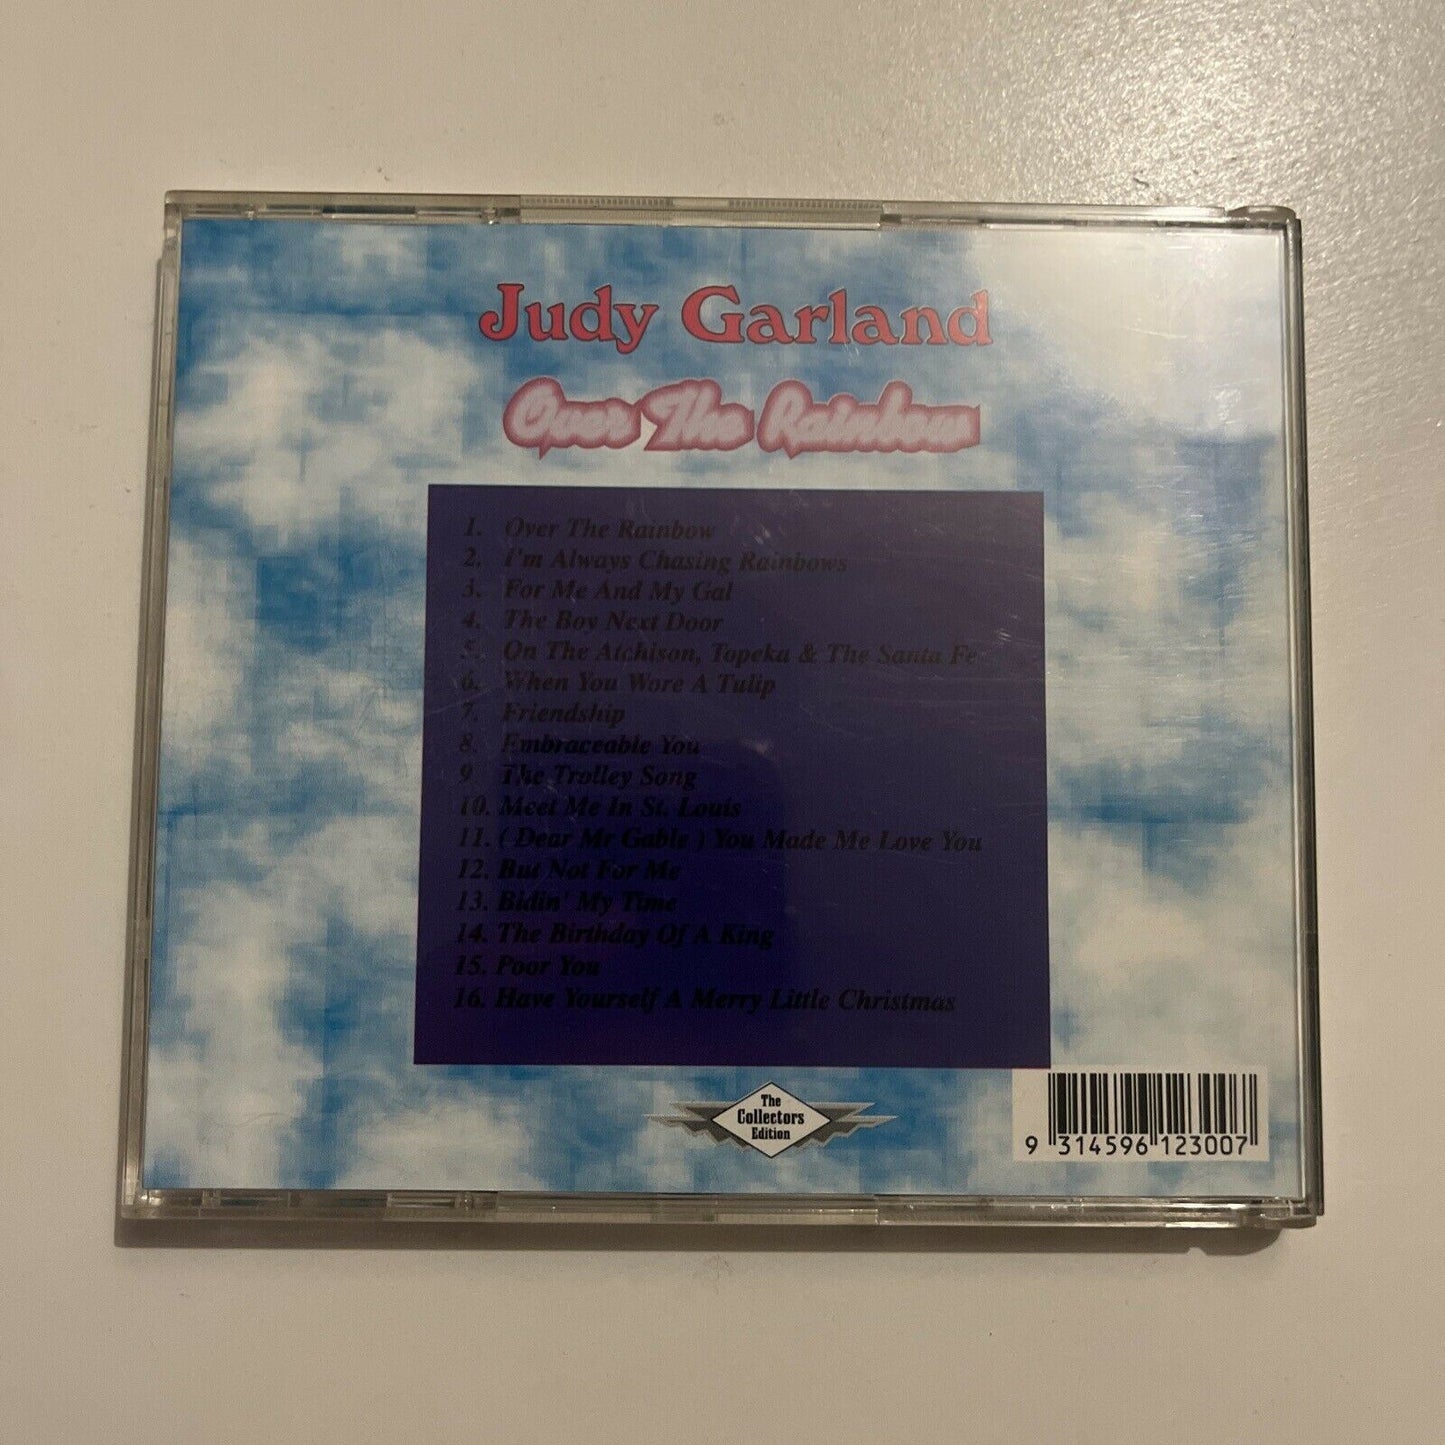 Judy Garland
Over The Rainbow
1. Over The Rainbow
2. I'm Always Chasing Rainbows
3. For Me And My Gal
4. The Boy Next Door
5. On The Atchison, Topeka & The Santa Fe
6. When You Wore A Tulip
7. Friendship
8. Embraceable You
9 The Trolley Song
10. Meet Me In St. Louis
11. ( Dear Mr Gable ) You Made Me Love You
12. But Not For Me
13. Bidin' My Time
14. The Birthday Of A King
15. Poor You
16. Have Yourself A Merry Little Christmas
The
Collectors
Edition
9 314596 123007